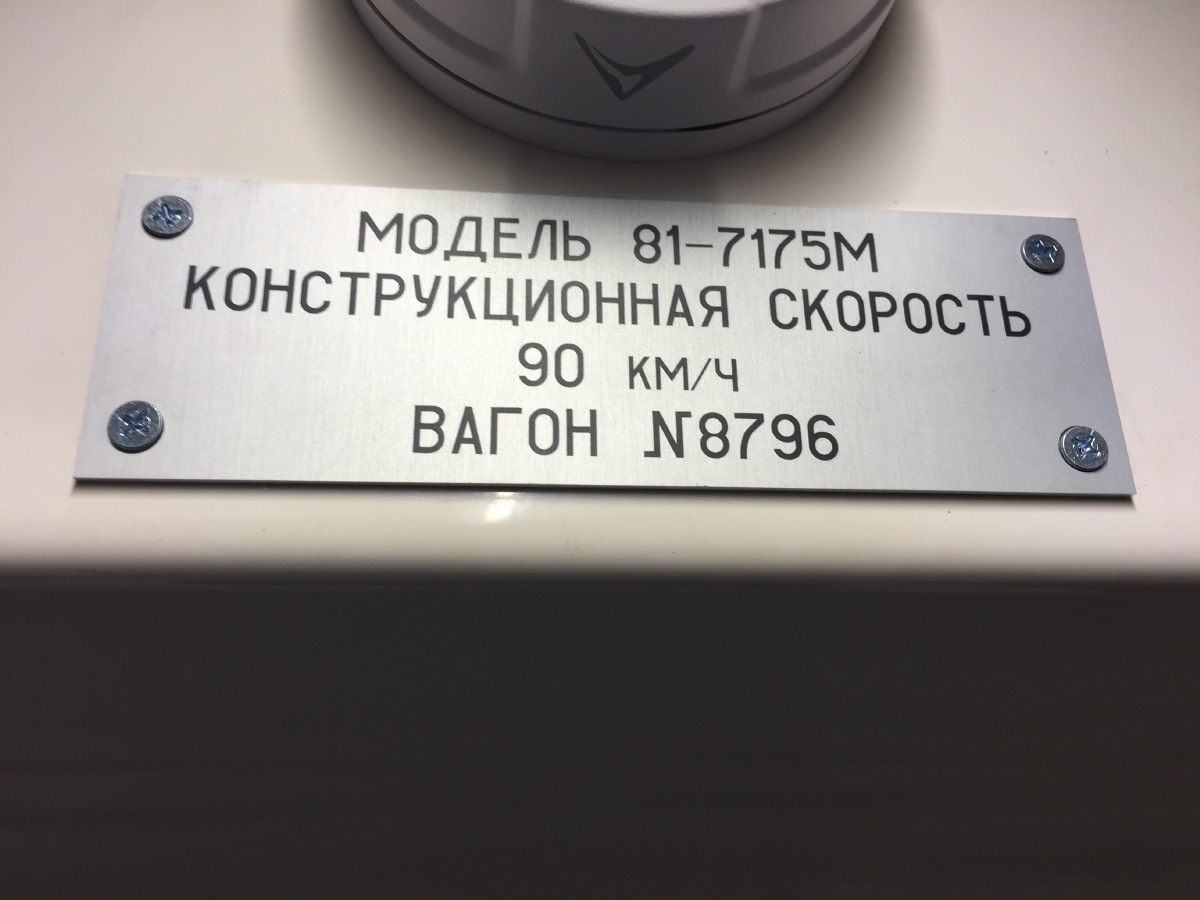 МОДЕЛЬ 81-7175М
КОНСТРУКЦИОННАЯ СКОРОСТЬ
90 КМ/Ч
ВАГОН №8796